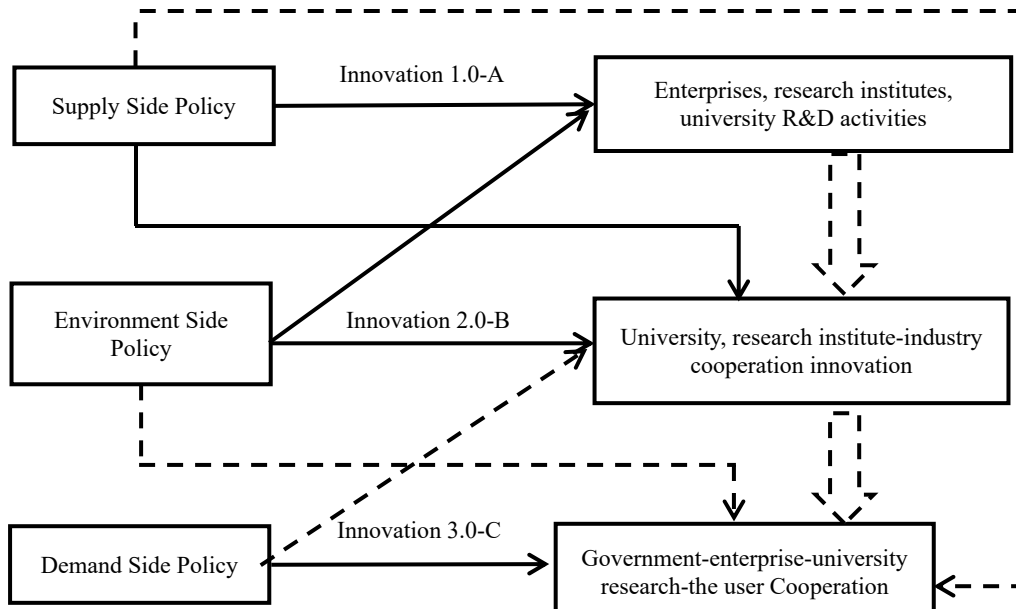 Innovation 1.0-A
Supply Side Policy
Enterprises, research institutes,
university R&D activities
Environment Side
Policy
Innovation 2.0-B
University, research institute-industry
cooperation innovation
Innovation 3.0-C
Demand Side Policy
Government-enterprise-university
research-the user Cooperation